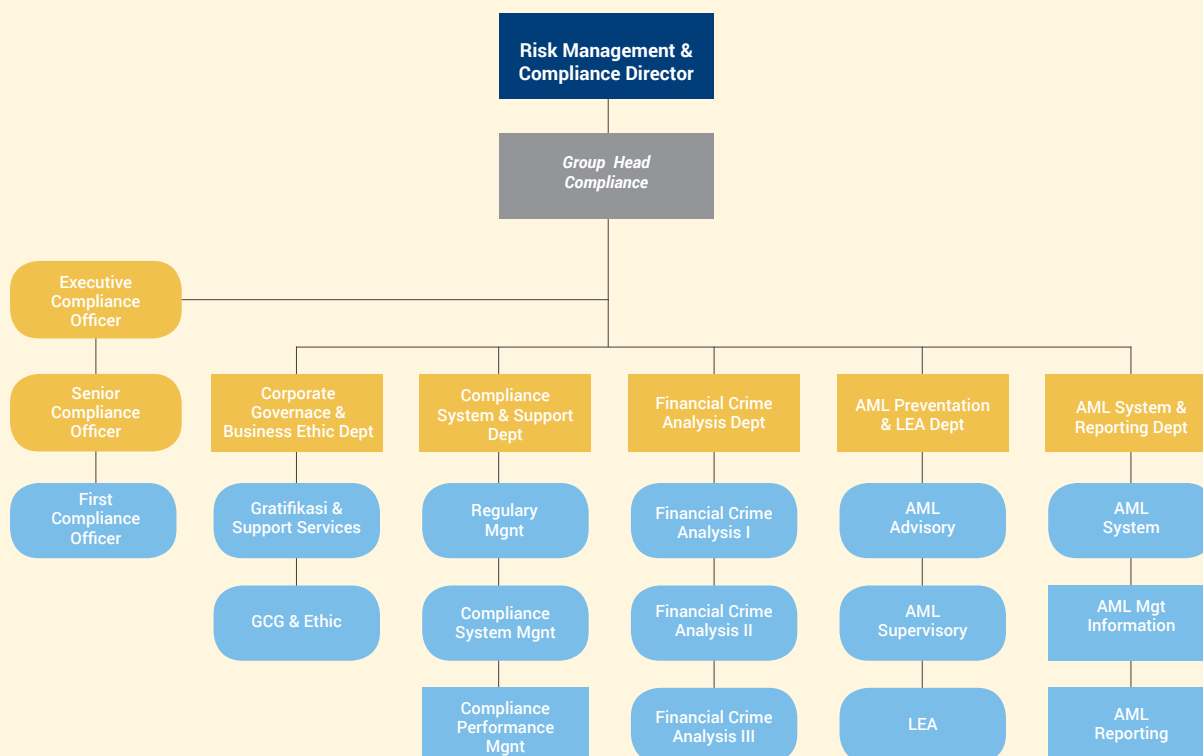 Risk Management &
Compliance Director
Group Head
Compliance
Executive
Compliance
Officer
Senior
Compliance
Officer
First
Compliance
Officer
Corporate
Governace &
Business Ethic Dept
Gratifikasi &
Support Services
GCG & Ethic
Compliance
System & Support
Dept
Regulary
Mgnt
Compliance
System Mgnt
Compliance
Performance
Mgnt
Financial Crime
Analysis Dept
Financial Crime
Analysis I
Financial Crime
Analysis II
Financial Crime
Analysis III
AML Preventation
& LEA Dept
AML
Advisory
AML
Supervisory
LEA
AML System &
Reporting Dept
AML
System
AML Mgt
Information
AML
Reporting